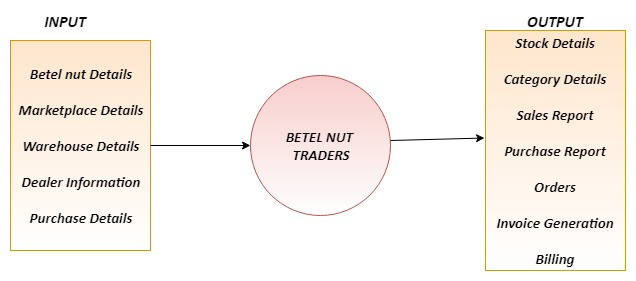 INPUT
Betel nut Details
Marketplace Details
Warehouse Details
Dealer Information
Purchase Details
BETEL NUT
TRADERS
OUTPUT
Stock Details
Category Details
Sales Report
Purchase Report
Orders
Invoice Generation
Billing